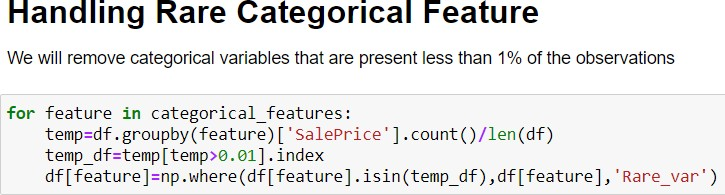 Handling Rare Categorical Feature
We will remove categorical variables that are present less than 1% of the observations
for feature in categorical_features:
    temp=df.groupby(feature)['SalePrice'].count()/len(df)
    temp_df=temp[temp>0.01].index
    df[feature]=np.where(df[feature].isin(temp_df),df[feature],'Rare_var')